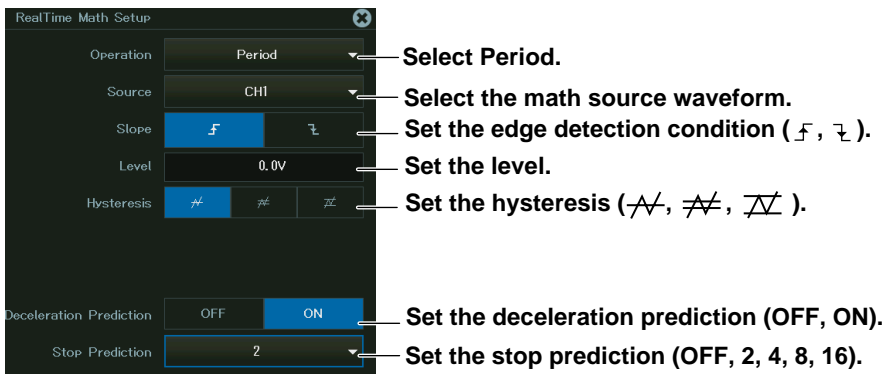 RealTime Math Setup
Operation Period Select Period.
Source CH1 Select the math source waveform.
Slope Set the edge detection condition ( , ).
Level 0.0V Set the level.
Hysteresis Set the hysteresis ( , , ).
Deceleration Prediction OFF ON Set the deceleration prediction (OFF, ON).
Stop Prediction 2 Set the stop prediction (OFF, 2, 4, 8, 16).